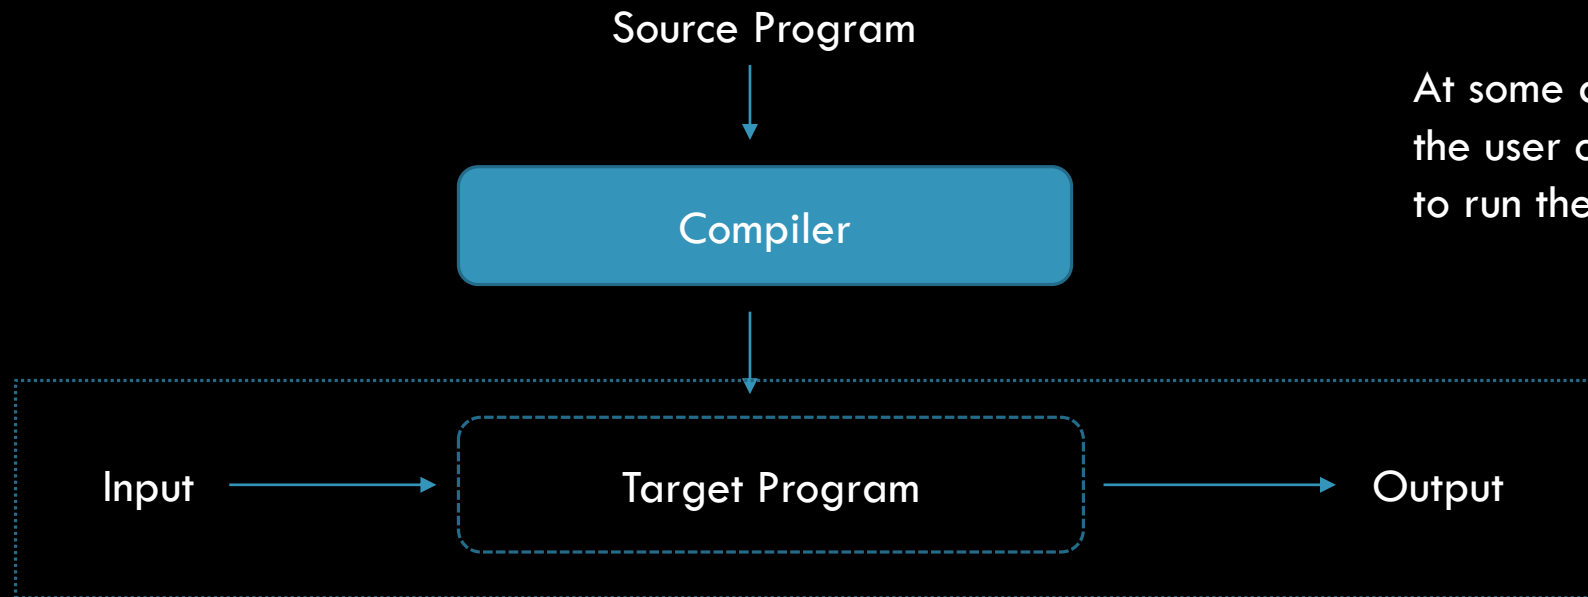 Source Program
At some
the user
to run the
Compiler
Input
Target Program
Output